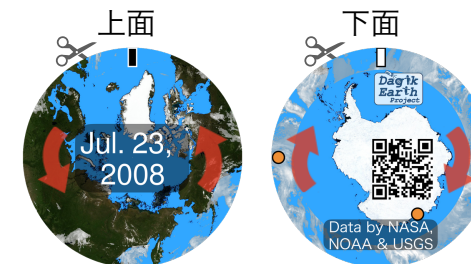 上面
下面
Jul. 23,
2008
Dagik
Earth
Project
Data by NASA,
NOAA & USGS